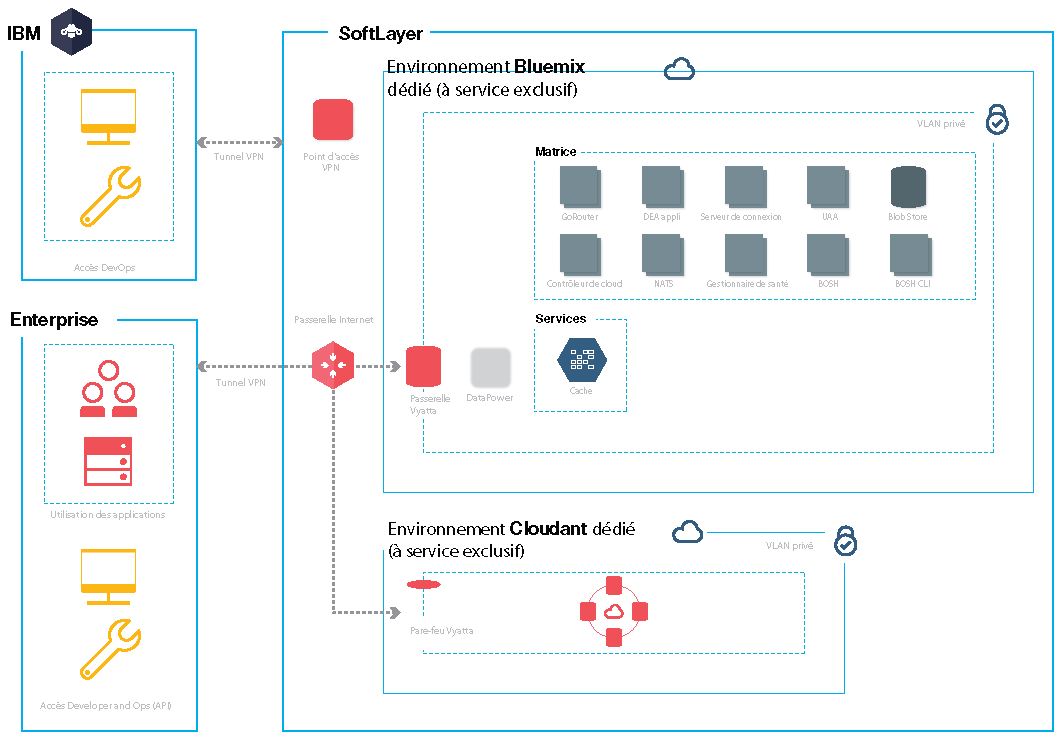 IBM
SoftLayer
Environnement Bluemix
dédié (à service exclusif)
VLAN privé
Matrice
Tunnel VPN
Point d'accès
VPN
GoRouter
DEA appli
Serveur de connexion
UAA
Blob Store
Accès DevOps
Contrôleur de cloud
NATS
Gestionnaire de santé
BOSH
BOSH CLI
Enterprise
Passerelle Internet
Services
Tunnel VPN
Passerelle
Vyatta
DataPower
Cache
Utilisation des applications
Environnement Cloudant dédié
(à service exclusif)
VLAN privé
Pare-feu Vyatta
Accès Developer and Ops (API)